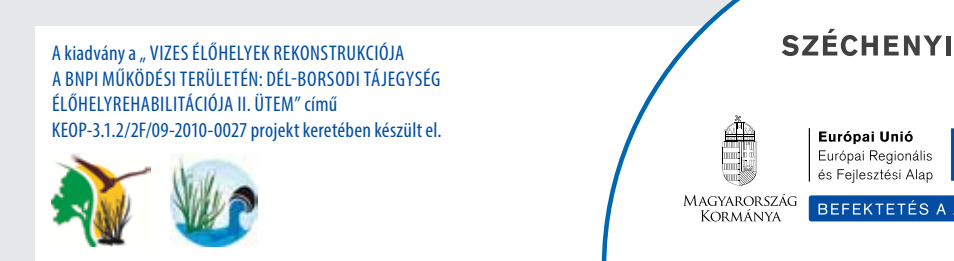 A kiadvány a „ VIZES ÉLŐHELYEK REKONSTRUKCIÓJA
A BNPI MŰKÖDÉSI TERÜLETÉN: DÉL-BORSODI TÁJEGYSÉG
ÉLŐHELYREHABILITÁCIÓJA II. ÜTEM” című
KEOP-3.1.2/2F/09-2010-0027 projekt keretében készült el.
SZÉCHENYI
Európai Unió
Európai Regionális
és Fejlesztési Alap
MAGYARORSZÁG
KORMÁNYA
BEFEKTETÉS A